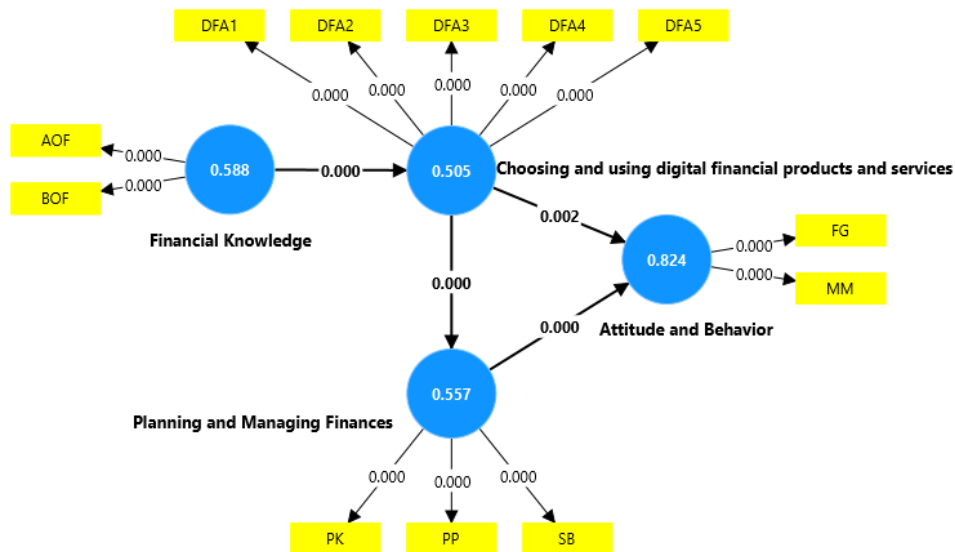 DFA1 DFA2 DFA3 DFA4 DFA5
0.000 0.000 0.000 0.000 0.000
AOF
0.000
0.000
BOF
0.588
0.000
0.505
Choosing and using digital financial products and services
Financial Knowledge
0.002
0.000
0.824
0.000
0.000
FG
MM
0.000
Attitude and Behavior
0.557
Planning and Managing Finances
0.000 0.000 0.000
PK PP SB